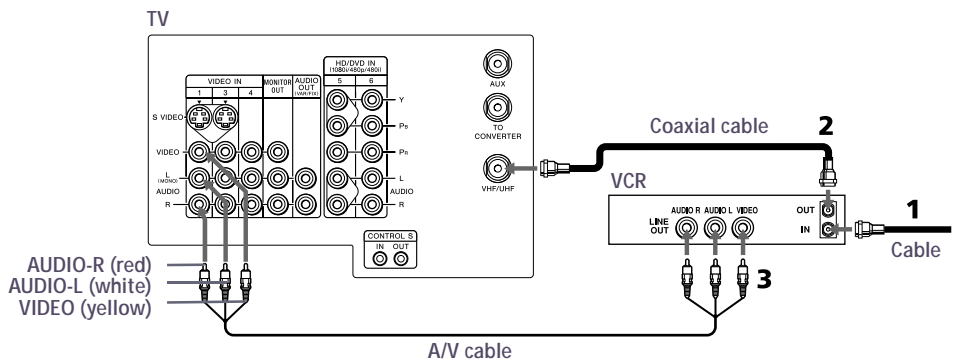 TV
HD/DVD IN
(1080i/480p/480i)
5 6
VIDEO IN
1 3 4
MONITOR OUT
AUDIO OUT
(VAR/FIX)
S VIDEO
VIDEO
L
(MONO)
AUDIO
R
Y
PB
PR
L
AUDIO
R
AUX
TO CONVERTER
VHF/UHF
CONTROL S
IN OUT
Coaxial cable
2
VCR
AUDIO R AUDIO L VIDEO
LINE OUT
OUT
IN
1
Cable
3
AUDIO-R (red)
AUDIO-L (white)
VIDEO (yellow)
A/V cable